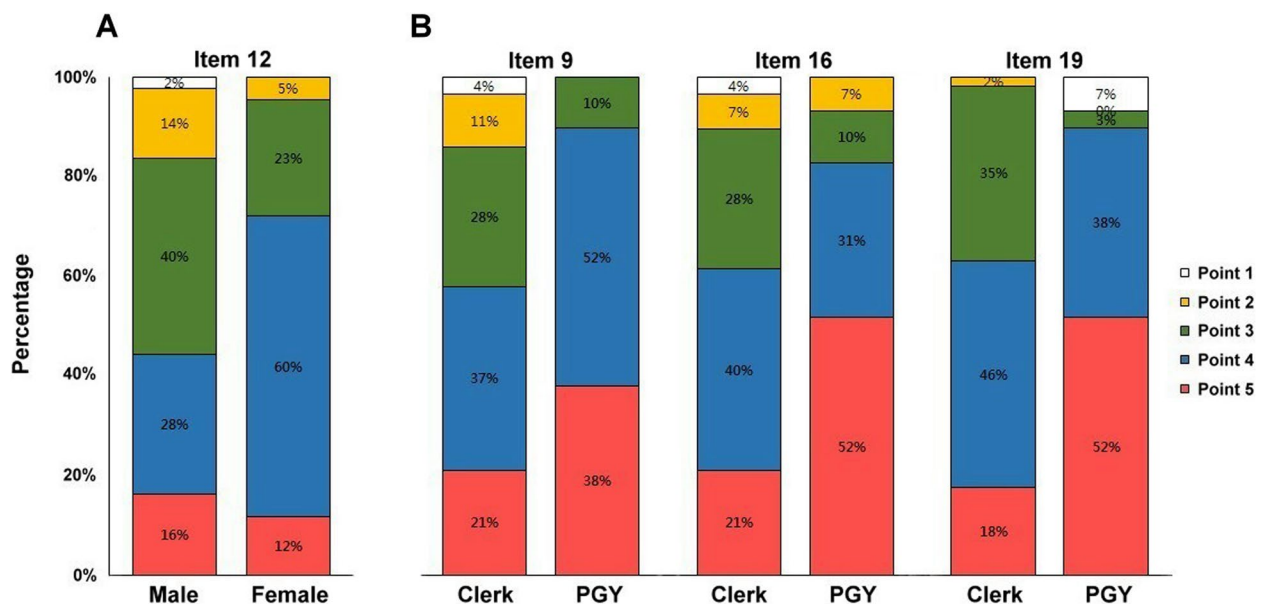 A
B
Item 12
Item 9
Item 16
Item 19
Percentage
100%
80%
60%
40%
20%
0%
2%
14%
40%
28%
16%
5%
23%
60%
12%
4%
11%
28%
37%
21%
10%
52%
38%
4%
7%
28%
40%
21%
7%
10%
31%
52%
2%
35%
46%
18%
7%
0%
3%
38%
52%
Male
Female
Clerk
PGY
Clerk
PGY
Clerk
PGY
Point 1
Point 2
Point 3
Point 4
Point 5